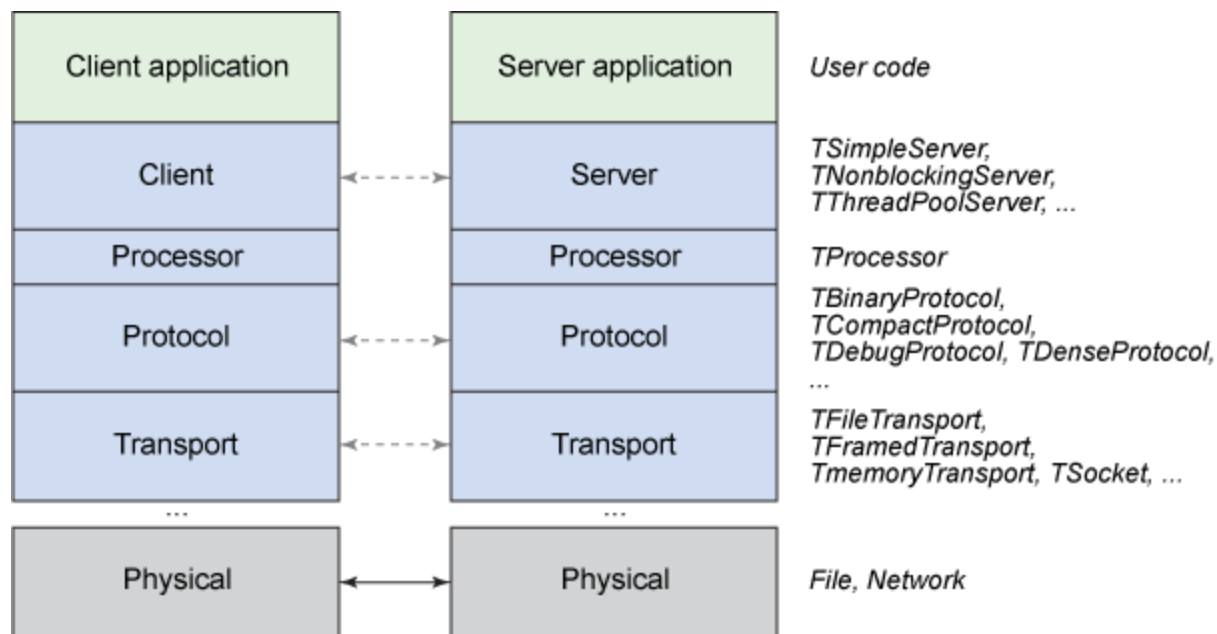 Client application
Server application
User code
Client
Server
TSimpleServer,
TNonblockingServer,
TThreadPoolServer, ...
Processor
Processor
TProcessor
Protocol
Protocol
TBinaryProtocol,
TCompactProtocol,
TDebugProtocol, TDenseProtocol,
...
Transport
Transport
TFileTransport,
TFramedTransport,
TmemoryTransport, TSocket, ...
...
...
Physical
Physical
File, Network